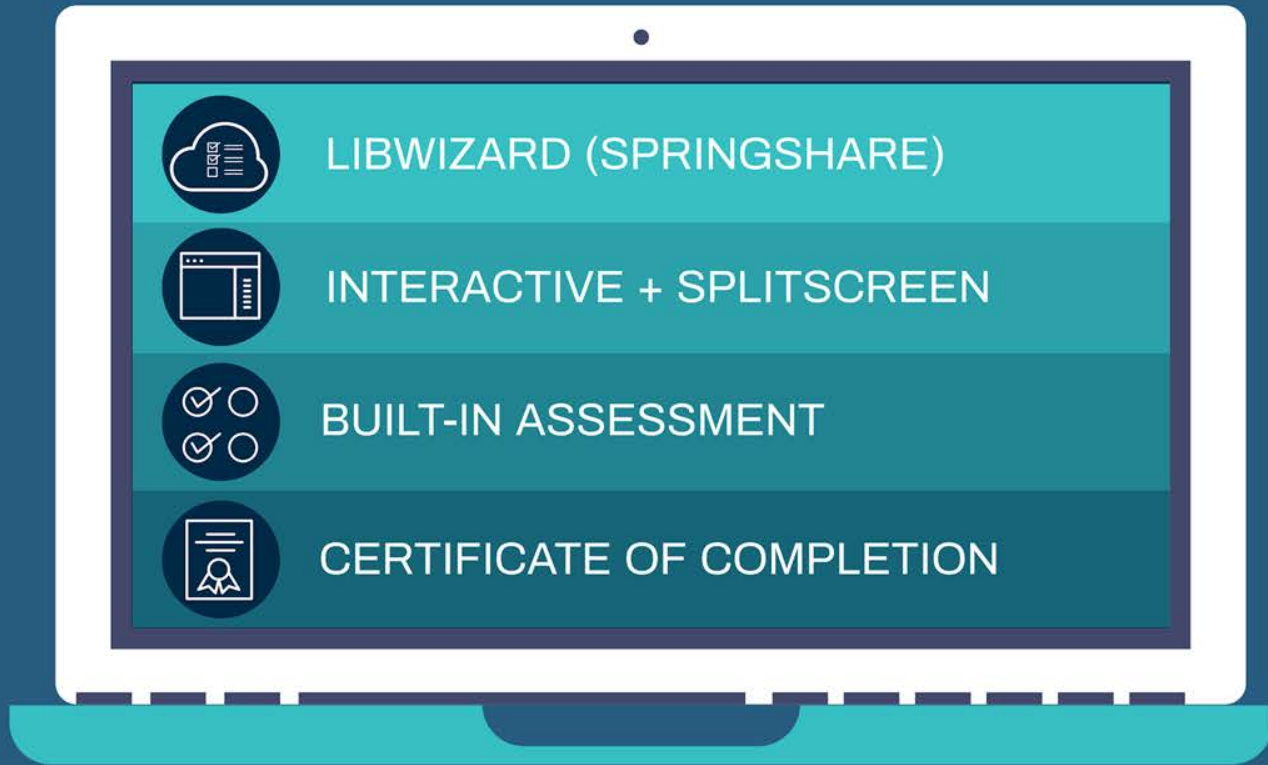 LIBWIZARD (SPRINGSHARE)
INTERACTIVE + SPLITSCREEN
BUILT-IN ASSESSMENT
CERTIFICATE OF COMPLETION